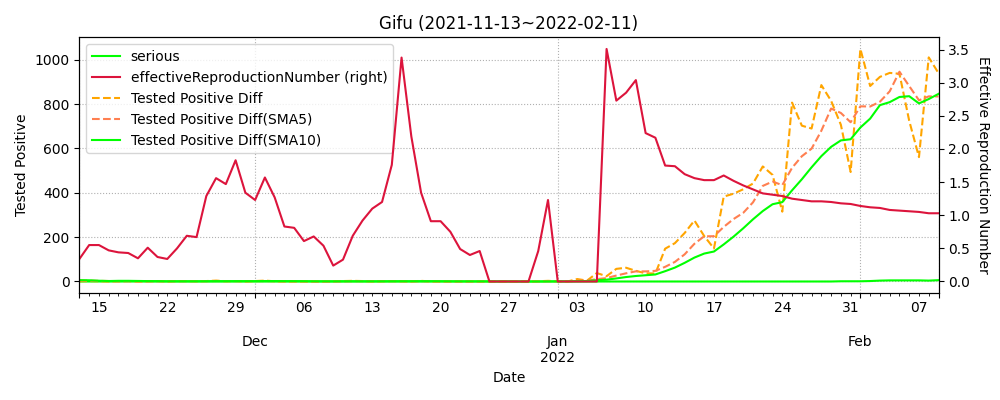 Gifu (2021-11-13~2022-02-11)
serious
effectiveReproductionNumber (right)
Tested Positive Diff
Tested Positive Diff(SMA5)
Tested Positive Diff(SMA10)
Tested Positive
1000
800
600
400
200
0
Effective Reproduction Number
3.5
3.0
2.5
2.0
1.5
1.0
0.5
0.0
15 22 29 06 13 20 27 03 10 17 24 31 07
Dec Jan Feb
2022
Date